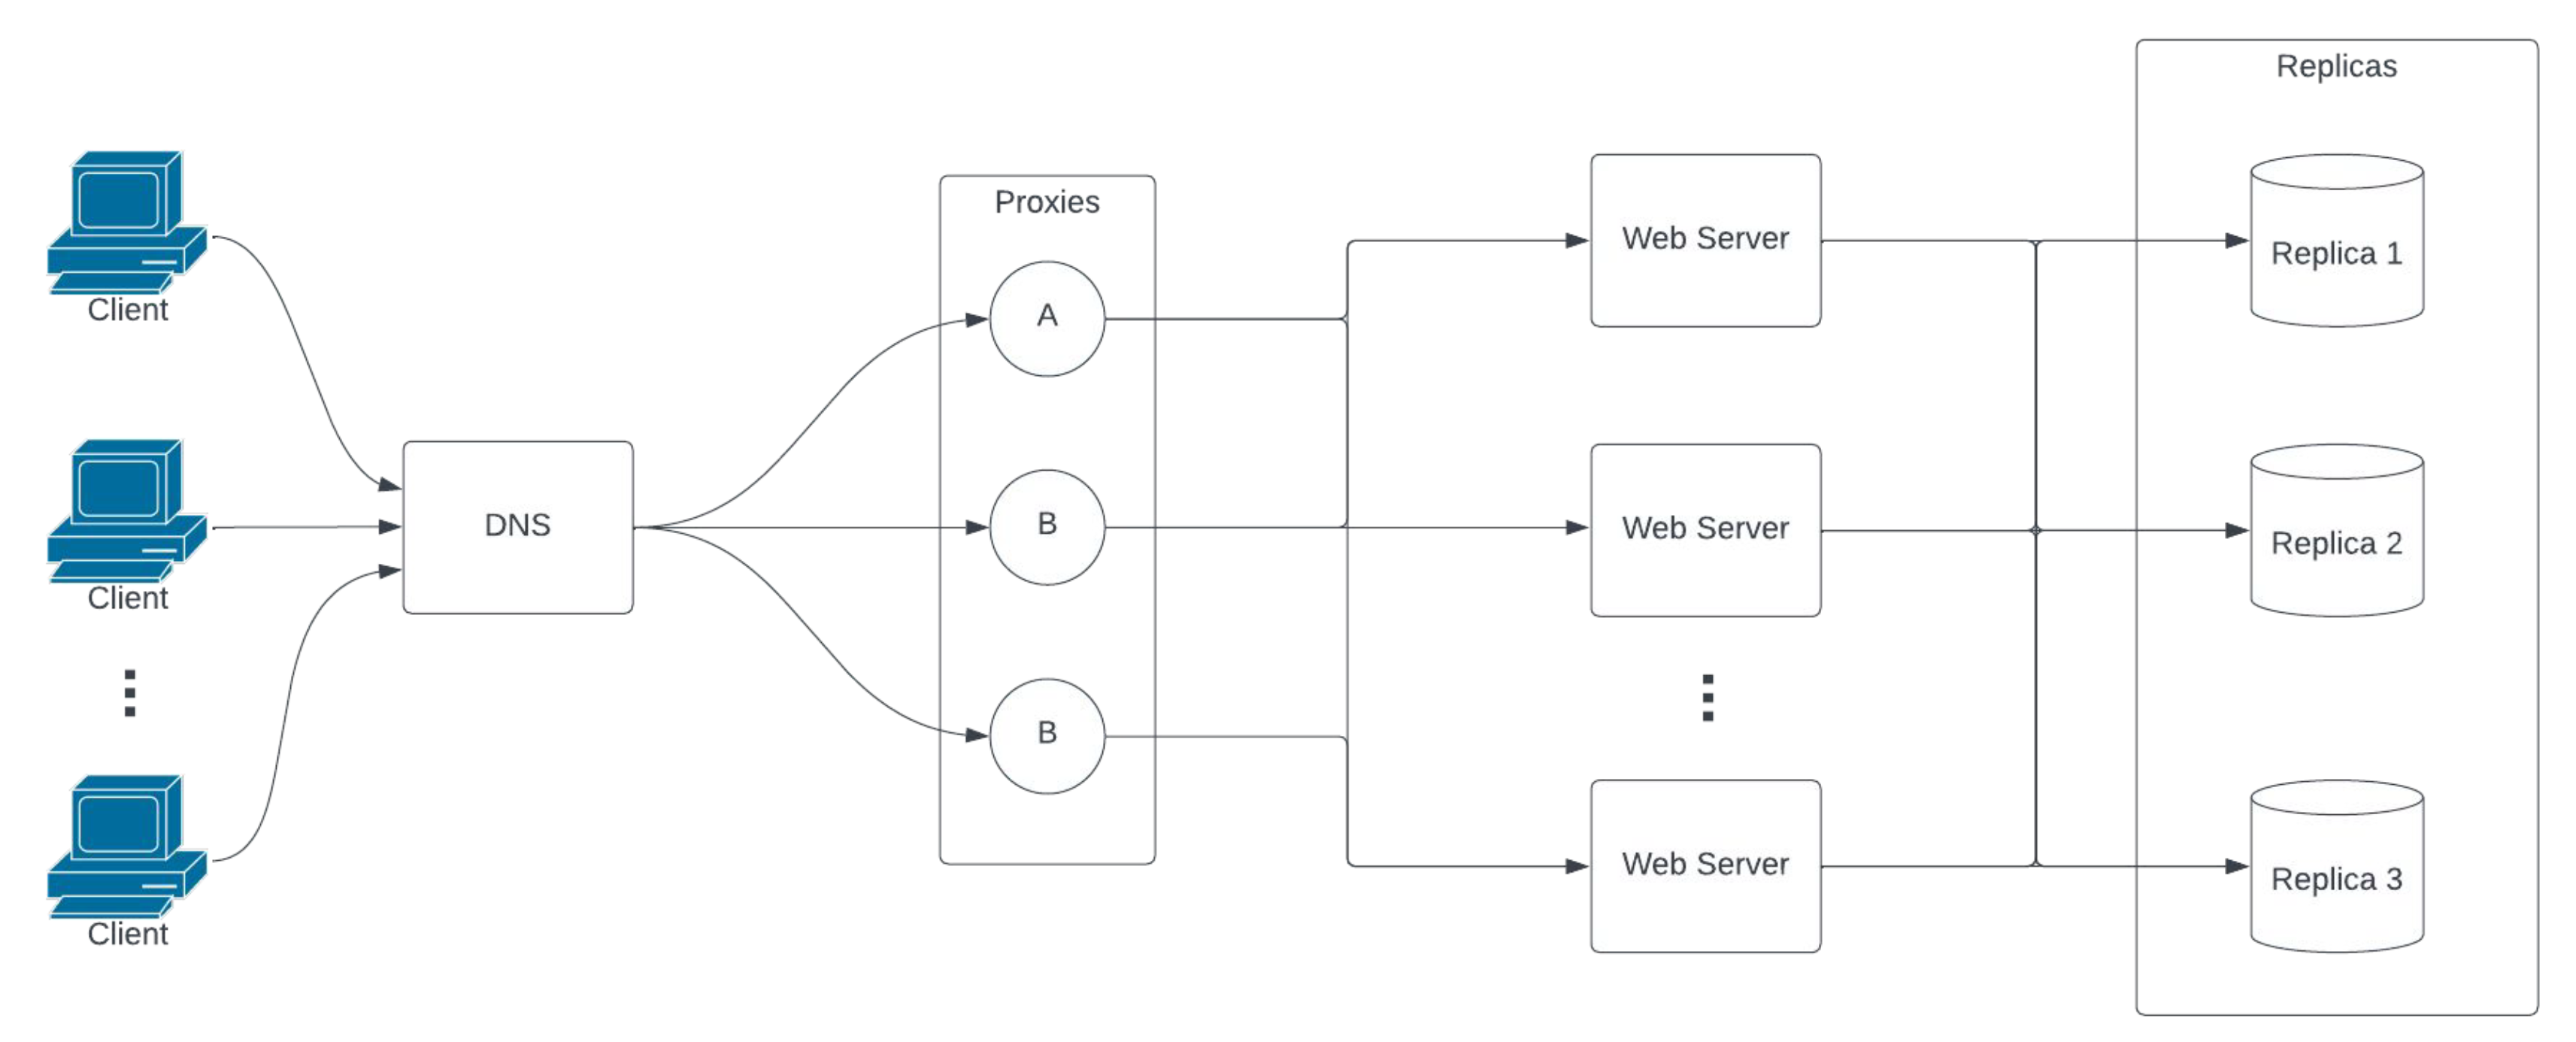 Replicas
Proxies
Client
A
Web Server
Replica 1
Client
DNS
B
Web Server
Replica 2
Client
B
Web Server
Replica 3